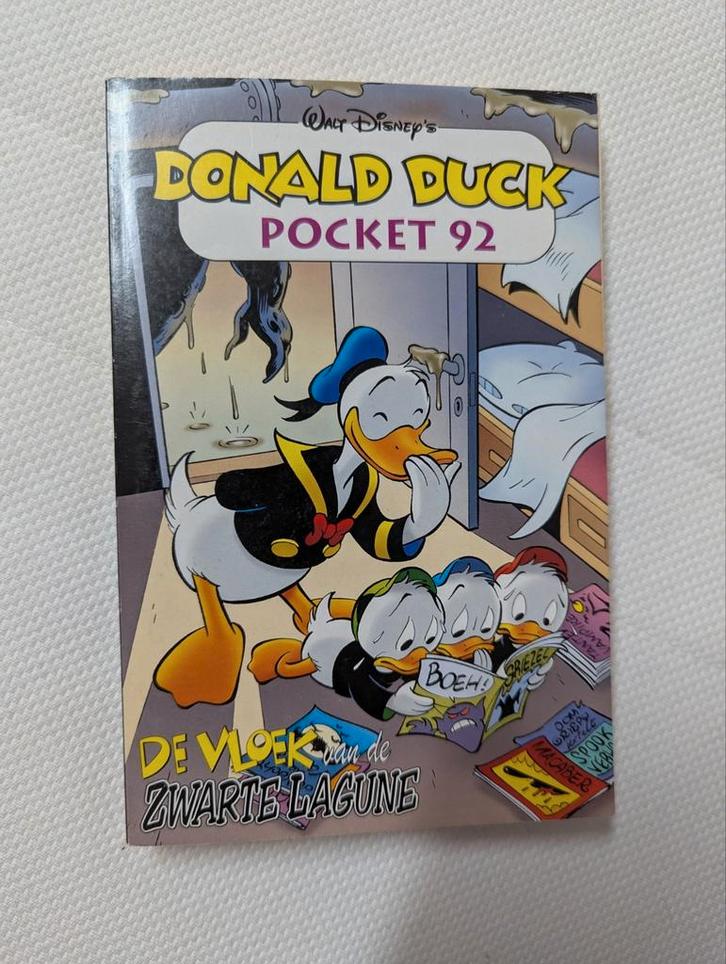 WALT DISNEY'S
DONALD DUCK
POCKET 92
BOEH!
GRIEZEL
DE VLOEK van de
ZWARTE LAGUNE
MACABER
SPOOK